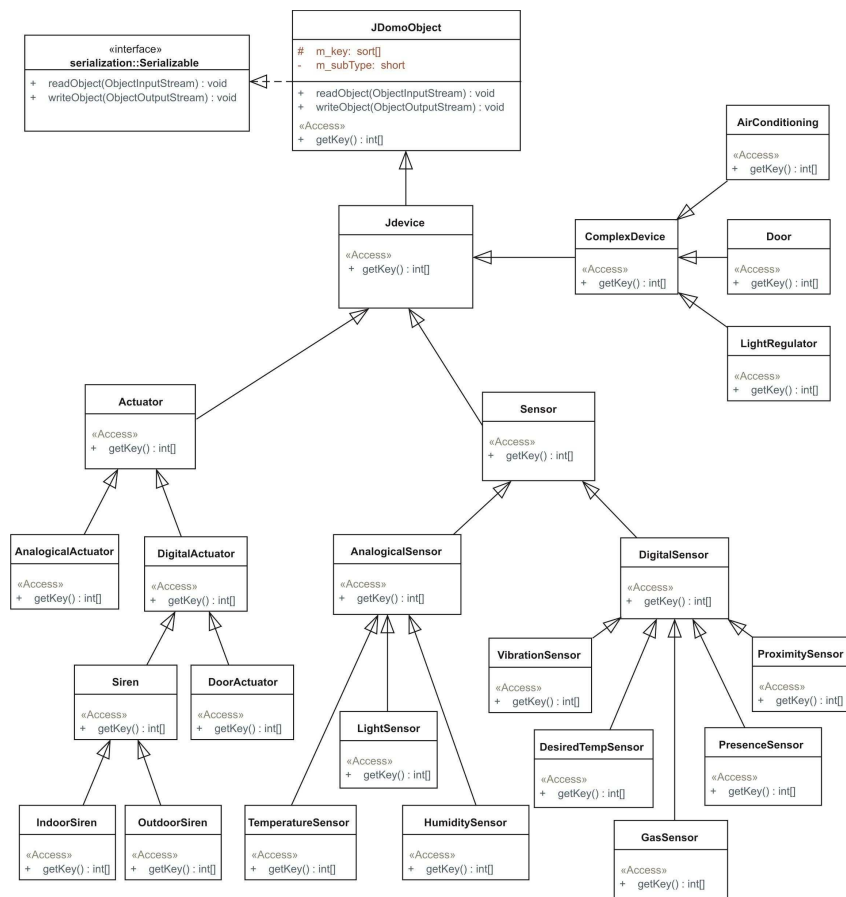 JDomoObject
# m_key: sort[]
- m_subType: short
+ readObject(ObjectInputStream) : void
+ writeObject(ObjectOutputStream) : void
«Access»
+ getKey() : int[]
«interface»
serialization::Serializable
+ readObject(ObjectInputStream) : void
+ writeObject(ObjectOutputStream) : void
AirConditioning
«Access»
+ getKey() : int[]
Jdevice
«Access»
+ getKey() : int[]
ComplexDevice
«Access»
+ getKey() : int[]
Door
«Access»
+ getKey() : int[]
LightRegulator
«Access»
+ getKey() : int[]
Actuator
«Access»
+ getKey() : int[]
Sensor
«Access»
+ getKey() : int[]
AnalogicalActuator
«Access»
+ getKey() : int[]
DigitalActuator
«Access»
+ getKey() : int[]
AnalogicalSensor
«Access»
+ getKey() : int[]
DigitalSensor
«Access»
+ getKey() : int[]
Siren
«Access»
+ getKey() : int[]
DoorActuator
«Access»
+ getKey() : int[]
VibrationSensor
«Access»
+ getKey() : int[]
ProximitySensor
«Access»
+ getKey() : int[]
LightSensor
«Access»
+ getKey() : int[]
DesiredTempSensor
«Access»
+ getKey() : int[]
PresenceSensor
«Access»
+ getKey() : int[]
IndoorSiren
«Access»
+ getKey() : int[]
OutdoorSiren
«Access»
+ getKey() : int[]
TemperatureSensor
«Access»
+ getKey() : int[]
HumiditySensor
«Access»
+ getKey() : int[]
GasSensor
«Access»
+ getKey() : int[]